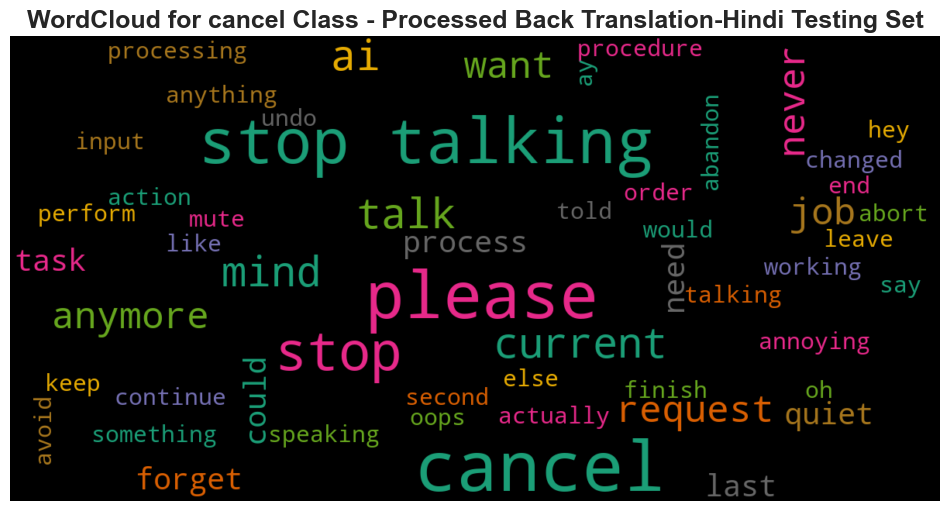 WordCloud for cancel Class - Processed Back Translation-Hindi Testing Set
processing
ai
want
procedure
ay
never
anything
undo
input
stop talking
abandon
hey
changed
action
order
end
perform
mute
talk
told
job
abort
like
process
would
leave
task
mind
need
working
please
talking
say
anymore
stop
current
annoying
keep
continue
could
second
else
finish
oh
avoid
something
speaking
oops
actually
request
quiet
forget
cancel
last